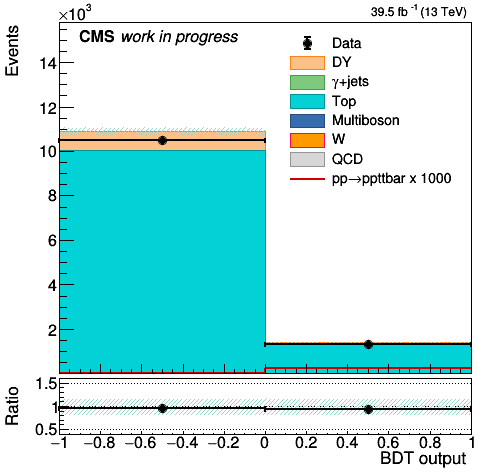 ×10³
39.5 fb⁻¹ (13 TeV)
CMS work in progress
Events
14
12
10
8
6
4
2
Data
DY
γ+jets
Top
Multiboson
W
QCD
pp→ppttbar x 1000
Ratio
1.5
1
0.5
−1 −0.8 −0.6 −0.4 −0.2 0 0.2 0.4 0.6 0.8 1
BDT output